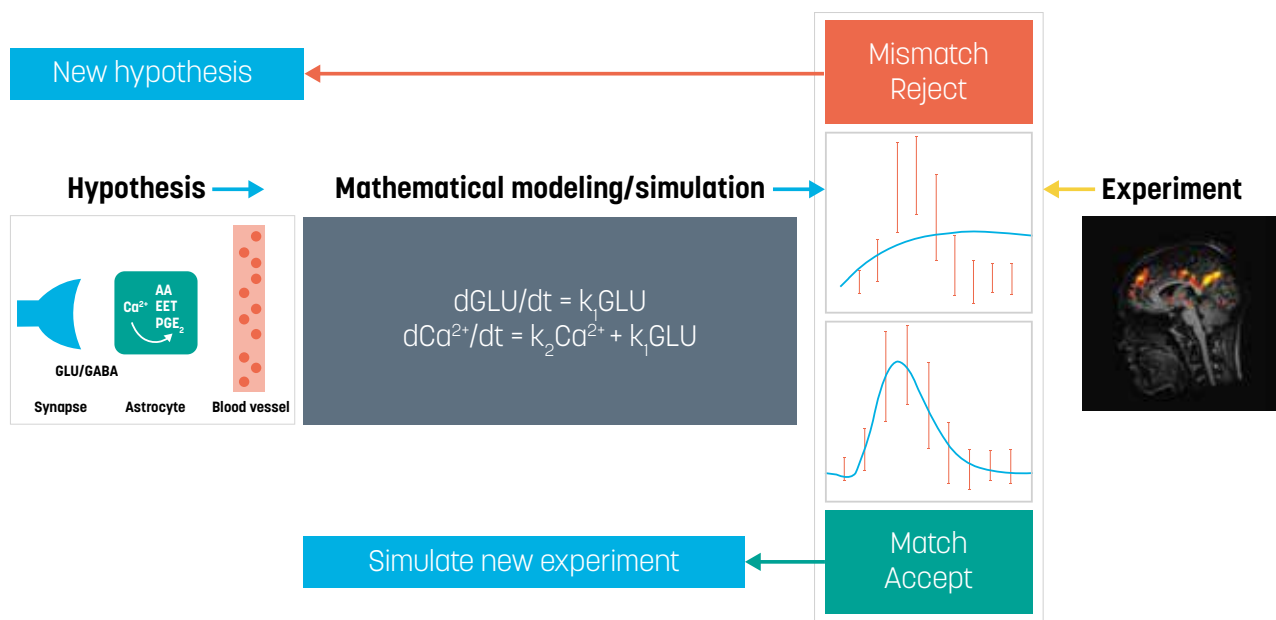 New hypothesis
Mismatch
Reject
Hypothesis
Mathematical modeling/simulation
Experiment
AA
Ca²⁺ EET
PGE₂
GLU/GABA
Synapse
Astrocyte
Blood vessel
dGLU/dt = k₁GLU
dCa²⁺/dt = k₂Ca²⁺ + k₁GLU
Simulate new experiment
Match
Accept